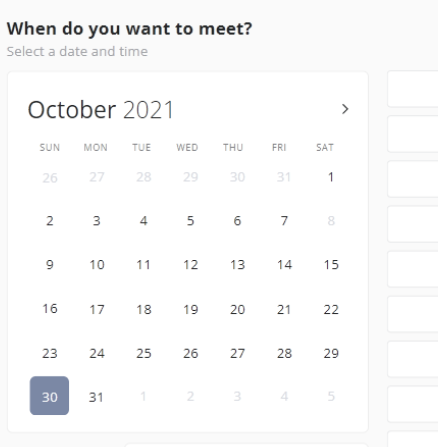 When do you want to meet?
Select a date and time
October 2021
SUN MON TUE WED THU FRI SAT
26 27 28 29 30 31 1
2 3 4 5 6 7 8
9 10 11 12 13 14 15
16 17 18 19 20 21 22
23 24 25 26 27 28 29
30 31 1 2 3 4 5